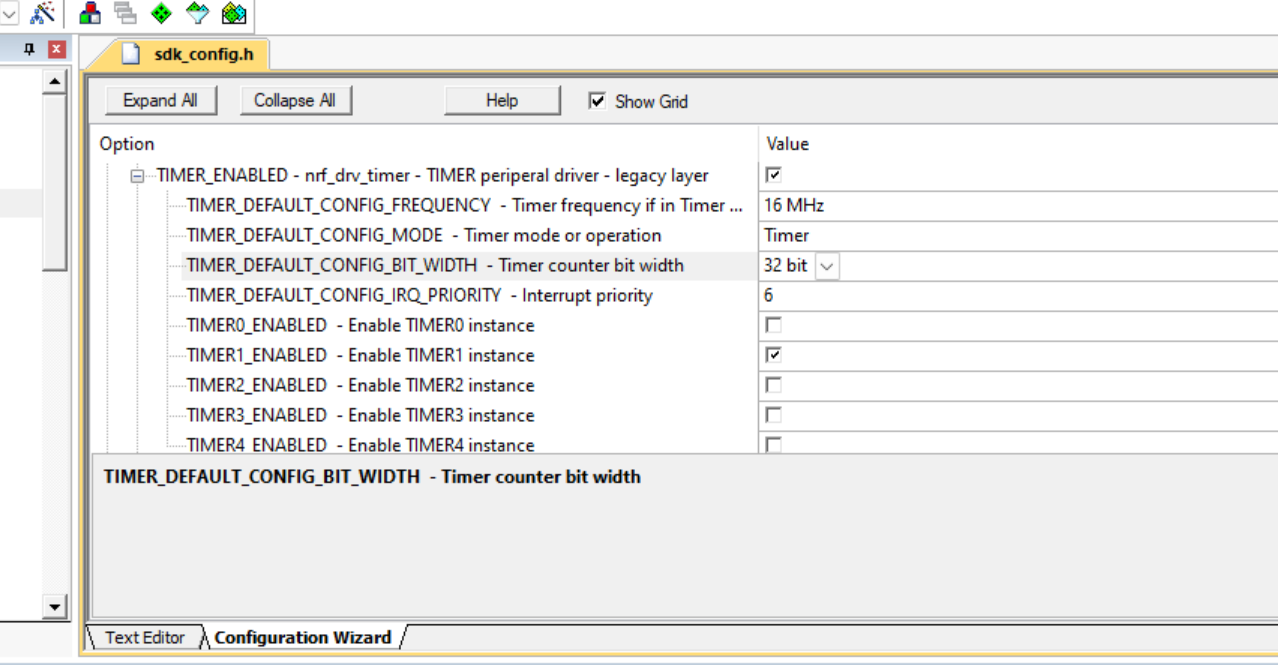 sdk_config.h
Expand All Collapse All Help Show Grid
Option Value
TIMER_ENABLED - nrf_drv_timer - TIMER periperal driver - legacy layer
TIMER_DEFAULT_CONFIG_FREQUENCY - Timer frequency if in Timer ... 16 MHz
TIMER_DEFAULT_CONFIG_MODE - Timer mode or operation Timer
TIMER_DEFAULT_CONFIG_BIT_WIDTH - Timer counter bit width 32 bit
TIMER_DEFAULT_CONFIG_IRQ_PRIORITY - Interrupt priority 6
TIMER0_ENABLED - Enable TIMER0 instance
TIMER1_ENABLED - Enable TIMER1 instance
TIMER2_ENABLED - Enable TIMER2 instance
TIMER3_ENABLED - Enable TIMER3 instance
TIMER4_ENABLED - Enable TIMER4 instance
TIMER_DEFAULT_CONFIG_BIT_WIDTH - Timer counter bit width
Text Editor Configuration Wizard